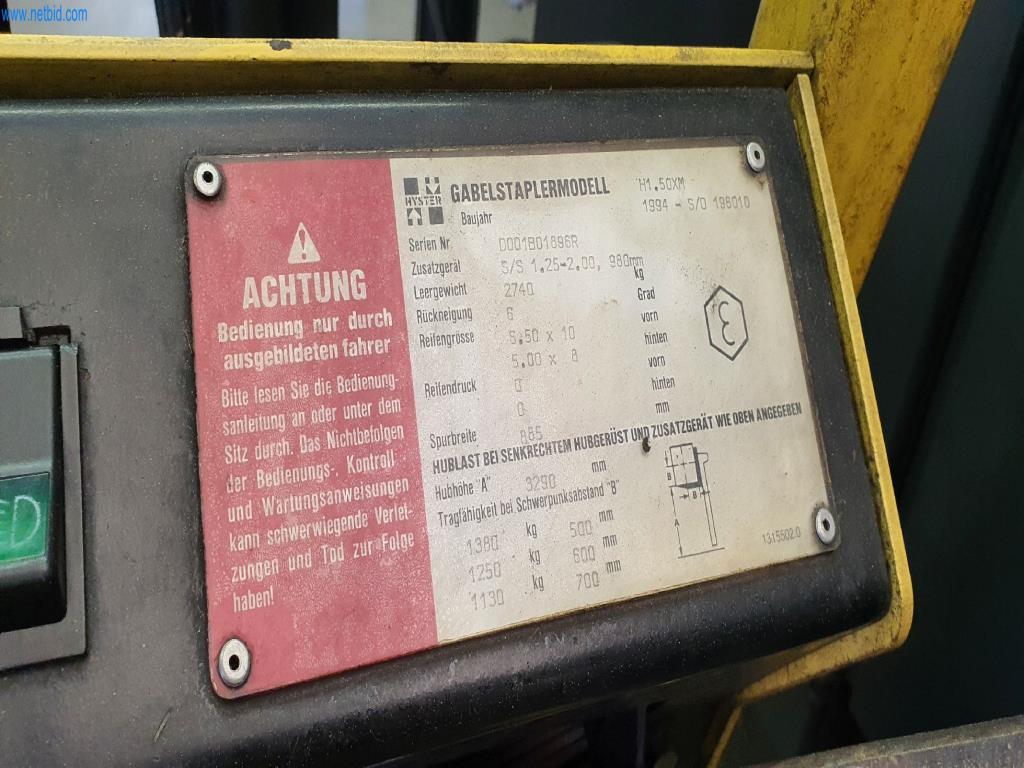 www.netbid.com
ACHTUNG
Bedienung nur durch
ausgebildeten fahrer
Bitte lesen Sie die Bedienung-
sanleitung an oder unter dem
Sitz durch. Das Nichtbefolgen
der Bedienungs-, Kontroll
und Wartungsanweisungen
kann schwerwiegende Verlet-
zungen und Tod zur Folge
haben!
HYSTER GABELSTAPLERMODELL H1.50XM
Baujahr 1994 - S/O 198010
Serien Nr D001B01896R
Zusatzgerät S/S 1.25-2.00, 980mm
Leergewicht 2740 kg
Rückneigung 6 Grad
Reifengrösse 5.50 x 10 vorn
5.00 x 8 hinten
Reifendruck 0 vorn
0 hinten
Spurbreite 885 mm
HUBLAST BEI SENKRECHTEM HUBGERÜST UND ZUSATZGERÄT WIE OBEN ANGEGEBEN
Hubhöhe "A" 3290 mm
Tragfähigkeit bei Schwerpunksabstand "B"
1380 kg 500 mm
1250 kg 600 mm
1130 kg 700 mm
B
B
A
1315502.0